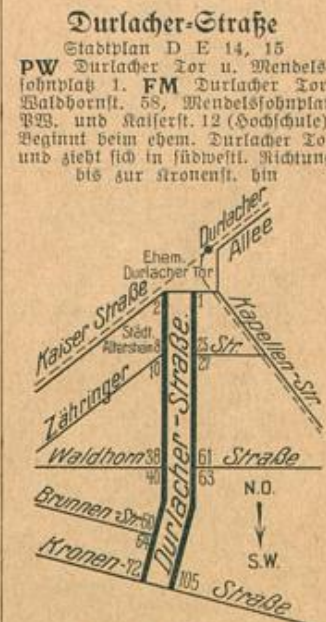 Durlacher-Straße
Stadtplan D E 14, 15
PW Durlacher Tor u. Mendels
sohnplatz 1. FM Durlacher Tor
Waldhornst. 58, Mendelssohnplat
PW. und Kaiserst. 12 (Hochschule)
Beginnt beim ehem. Durlacher To
und zieht sich in südwestl. Richtung
bis zur Kronenst. hin
Durlacher
Allee
Ehem.
Durlacher Tor
Kaiser Straße
2
1
Kapellen-Str.
Städt.
Altersheim 8
25 Str.
Zähringer
10
27
Durlacher-Straße.
Waldhorn 38
61 Straße
40
63
N.O.
S.W.
Brunnen-Str. 60
64
Kronen-72
105
Straße